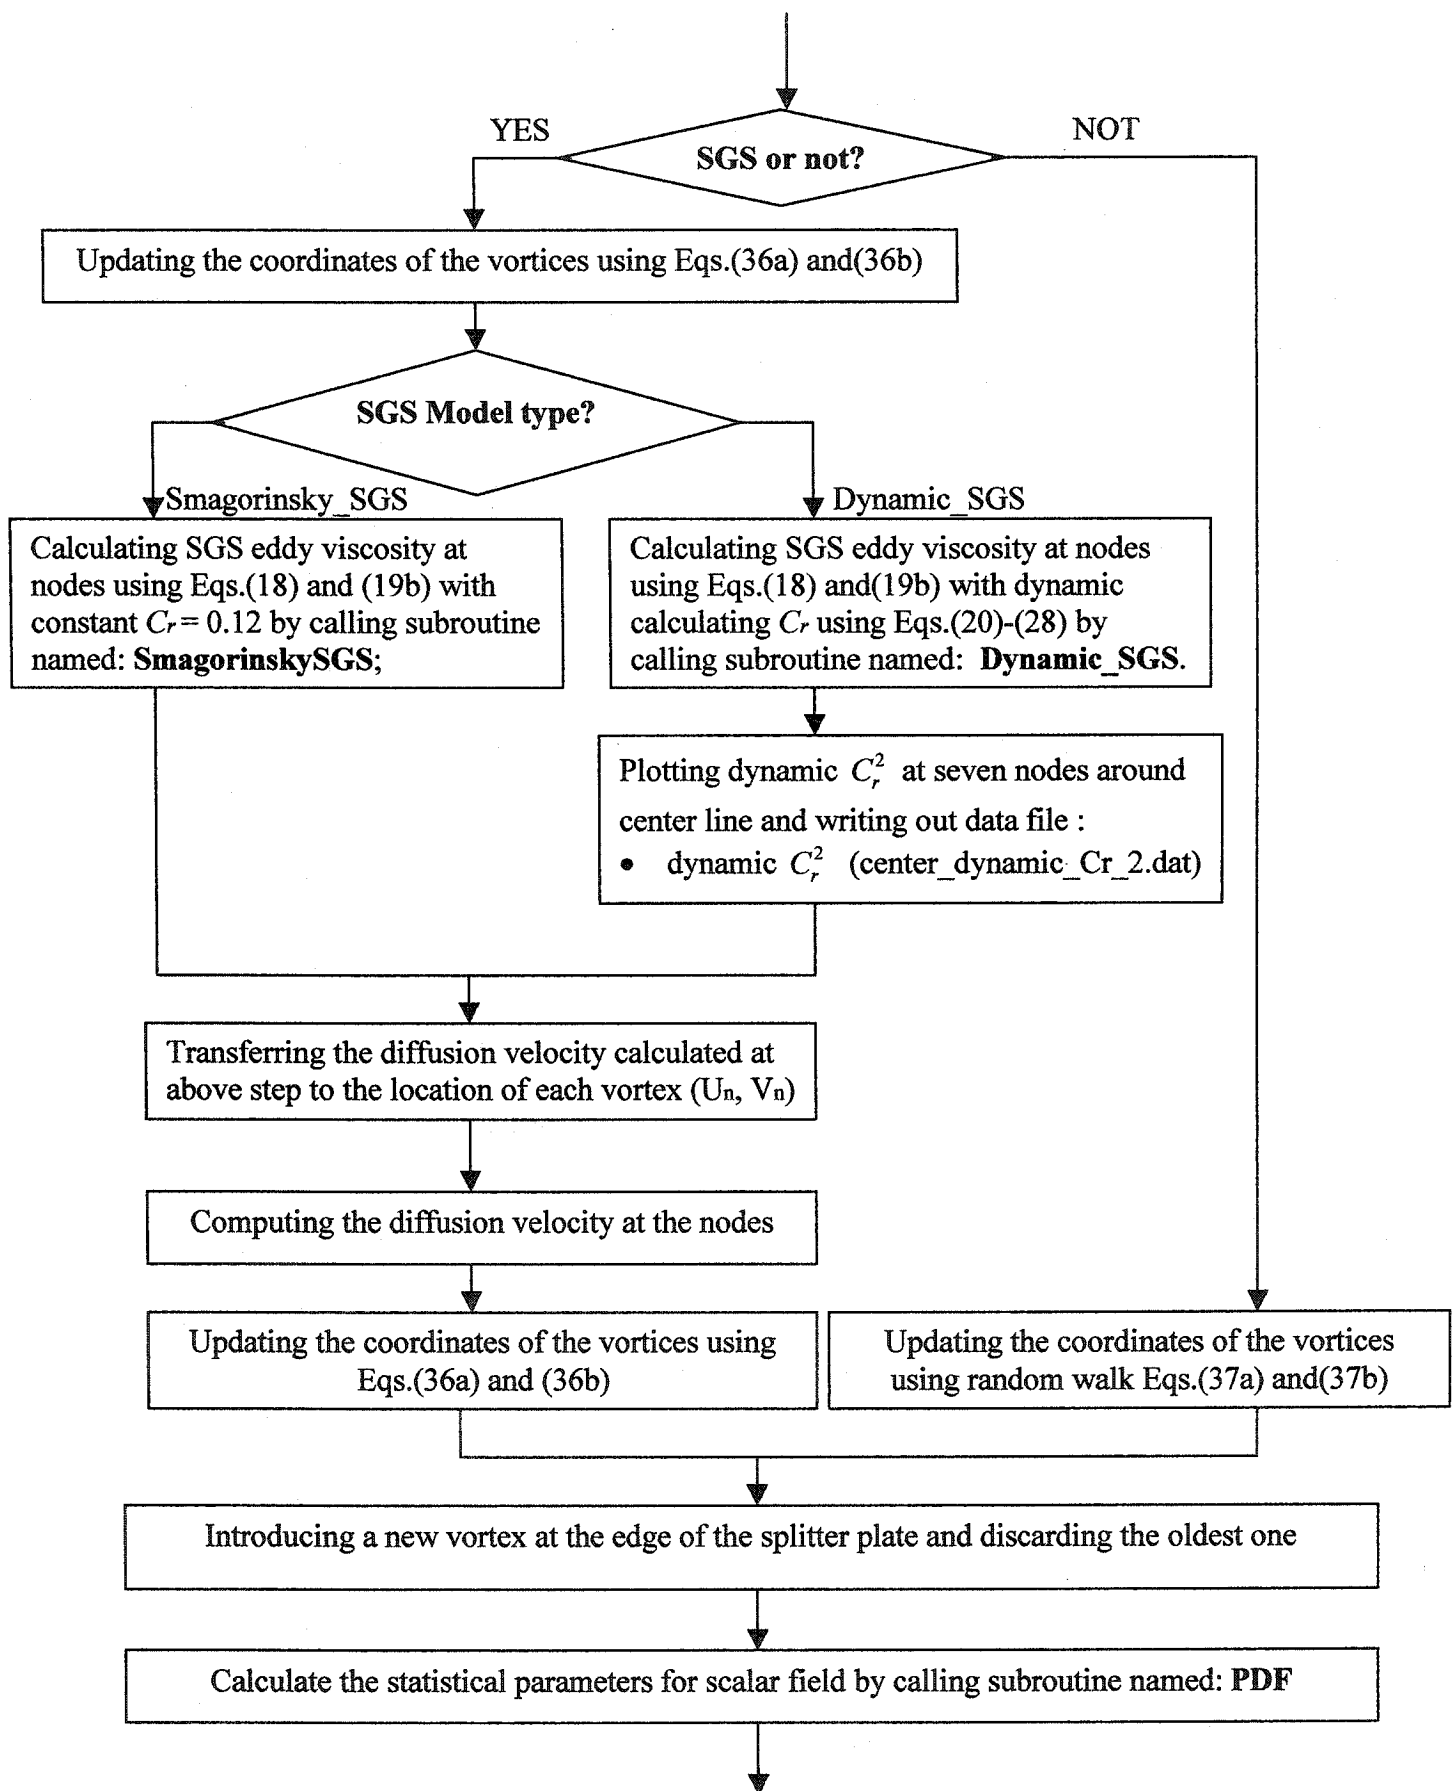 YES
NOT
SGS or not?
Updating the coordinates of the vortices using Eqs.(36a) and(36b)
SGS Model type?
Smagorinsky_SGS
Dynamic_SGS
Calculating SGS eddy viscosity at
nodes using Eqs.(18) and (19b) with
constant Cr = 0.12 by calling subroutine
named: SmagorinskySGS;
Calculating SGS eddy viscosity at nodes
using Eqs.(18) and(19b) with dynamic
calculating Cr using Eqs.(20)-(28) by
calling subroutine named: Dynamic_SGS.
Plotting dynamic C_r^2 at seven nodes around
center line and writing out data file :
• dynamic C_r^2 (center_dynamic_Cr_2.dat)
Transferring the diffusion velocity calculated at
above step to the location of each vortex (Un, Vn)
Computing the diffusion velocity at the nodes
Updating the coordinates of the vortices using
Eqs.(36a) and (36b)
Updating the coordinates of the vortices
using random walk Eqs.(37a) and(37b)
Introducing a new vortex at the edge of the splitter plate and discarding the oldest one
Calculate the statistical parameters for scalar field by calling subroutine named: PDF